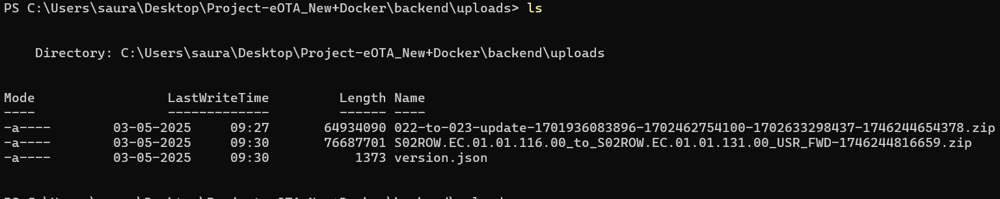 PS C:\Users\saura\Desktop\Project-eOTA_New+Docker\backend\uploads> ls
Directory: C:\Users\saura\Desktop\Project-eOTA_New+Docker\backend\uploads
Mode LastWriteTime Length Name
---- ------------- ------ ----
-a---- 03-05-2025 09:27 64934090 022-to-023-update-1701936083896-1702462754100-1702633298437-1746244654378.zip
-a---- 03-05-2025 09:30 76687701 S02ROW.EC.01.01.116.00_to_S02ROW.EC.01.01.131.00_USR_FWD-1746244816659.zip
-a---- 03-05-2025 09:30 1373 version.json